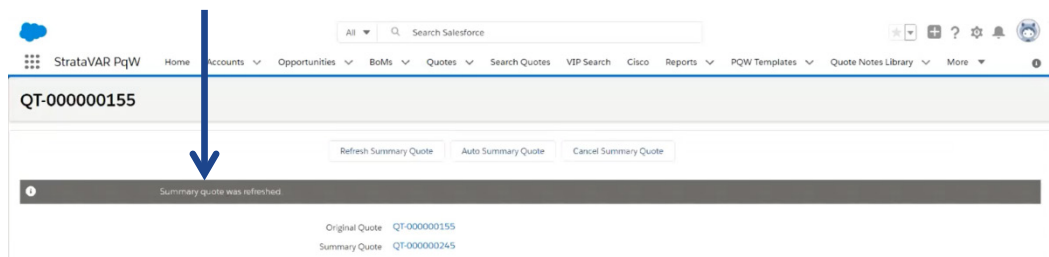 All Search Salesforce
StrataVAR PqW Home Accounts Opportunities BoMs Quotes Search Quotes VIP Search Cisco Reports PQW Templates Quote Notes Library More
QT-000000155
Refresh Summary Quote Auto Summary Quote Cancel Summary Quote
Summary quote was refreshed
Original Quote QT-000000155
Summary Quote QT-000000245